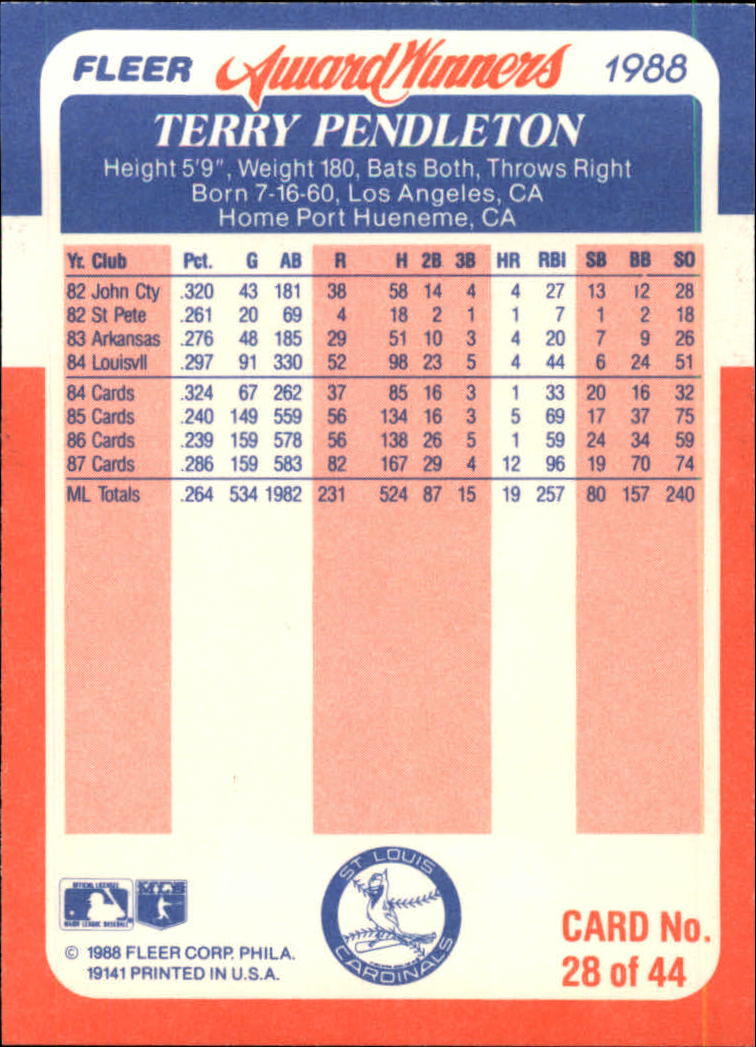 FLEER Award Winners 1988
TERRY PENDLETON
Height 5'9", Weight 180, Bats Both, Throws Right
Born 7-16-60, Los Angeles, CA
Home Port Hueneme, CA
Yr. Club Pct. G AB R H 2B 3B HR RBI SB BB SO
82 John Cty .320 43 181 38 58 14 4 4 27 13 12 28
82 St Pete .261 20 69 4 18 2 1 1 7 1 2 18
83 Arkansas .276 48 185 29 51 10 3 4 20 7 9 26
84 Louisvll .297 91 330 52 98 23 5 4 44 6 24 51
84 Cards .324 67 262 37 85 16 3 1 33 20 16 32
85 Cards .240 149 559 56 134 16 3 5 69 17 37 75
86 Cards .239 159 578 56 138 26 5 1 59 24 34 59
87 Cards .286 159 583 82 167 29 4 12 96 19 70 74
ML Totals .264 534 1982 231 524 87 15 19 257 80 157 240
OFFICIAL LICENSEE
MAJOR LEAGUE BASEBALL
ST LOUIS
CARDINALS
© 1988 FLEER CORP. PHILA.
19141 PRINTED IN U.S.A.
CARD No.
28 of 44